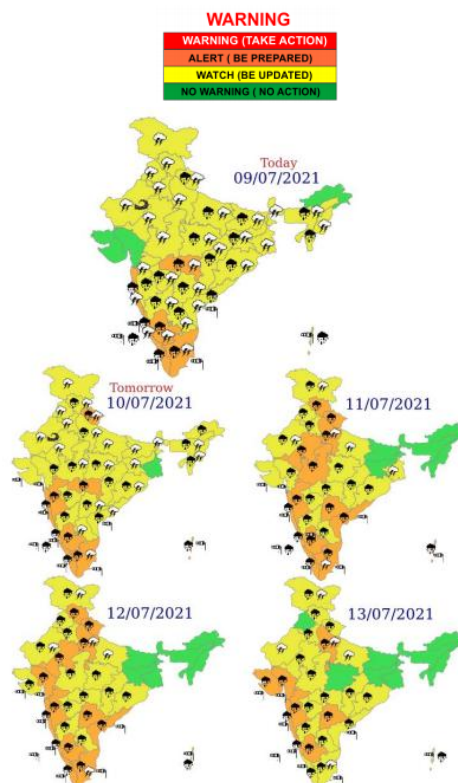 WARNING
WARNING (TAKE ACTION)
ALERT ( BE PREPARED)
WATCH (BE UPDATED)
NO WARNING ( NO ACTION)
Today
09/07/2021
Tomorrow
10/07/2021
11/07/2021
12/07/2021
13/07/2021